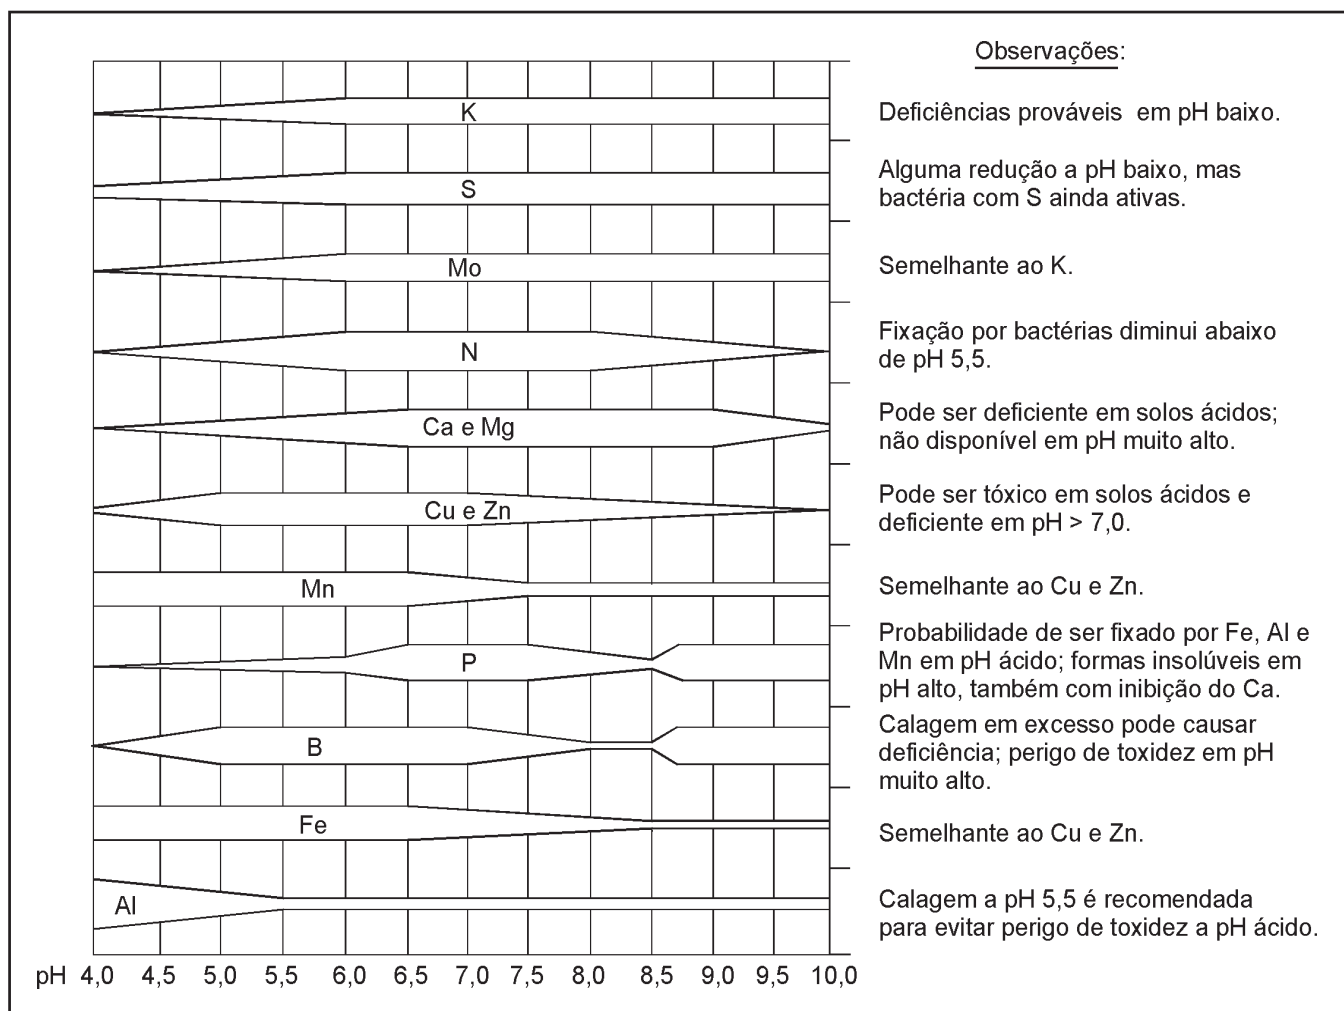 Observações:
K
Deficiências prováveis em pH baixo.
S
Alguma redução a pH baixo, mas
bactéria com S ainda ativas.
Mo
Semelhante ao K.
N
Fixação por bactérias diminui abaixo
de pH 5,5.
Ca e Mg
Pode ser deficiente em solos ácidos;
não disponível em pH muito alto.
Cu e Zn
Pode ser tóxico em solos ácidos e
deficiente em pH > 7,0.
Mn
Semelhante ao Cu e Zn.
P
Probabilidade de ser fixado por Fe, Al e
Mn em pH ácido; formas insolúveis em
pH alto, também com inibição do Ca.
B
Calagem em excesso pode causar
deficiência; perigo de toxidez em pH
muito alto.
Fe
Semelhante ao Cu e Zn.
Al
Calagem a pH 5,5 é recomendada
para evitar perigo de toxidez a pH ácido.
pH 4,0 4,5 5,0 5,5 6,0 6,5 7,0 7,5 8,0 8,5 9,0 9,5 10,0